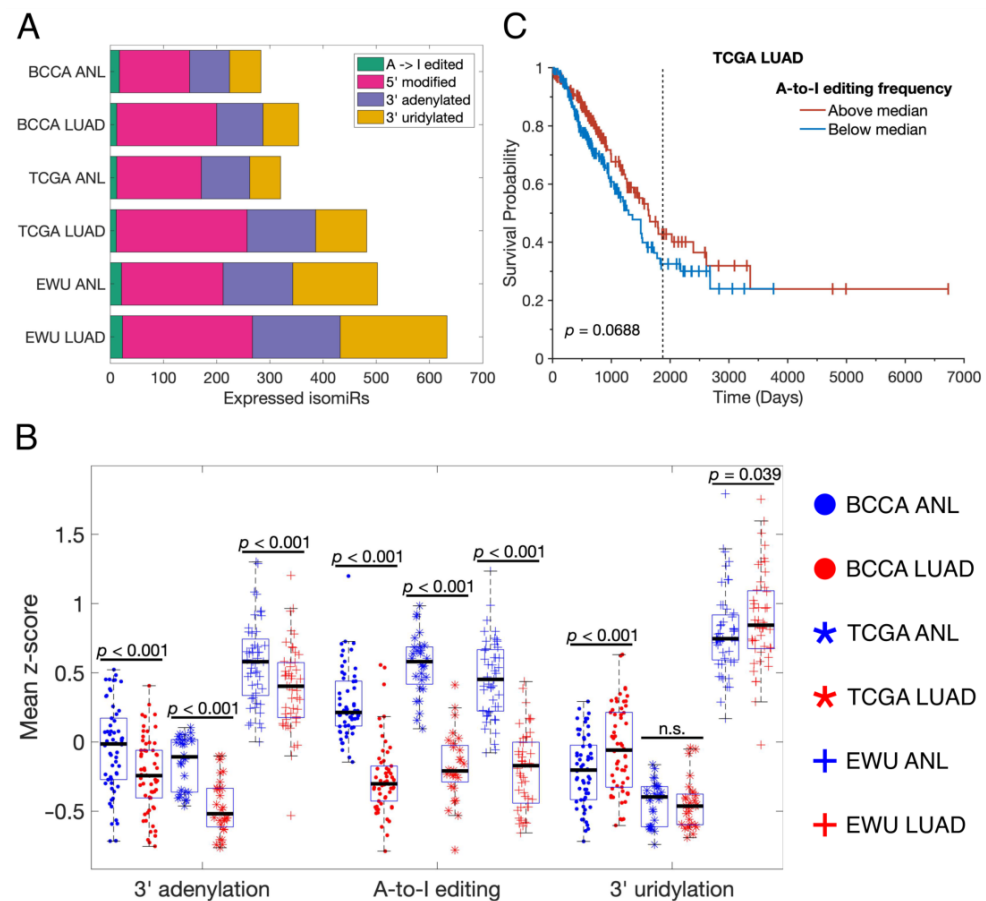 A
BCCA ANL
BCCA LUAD
TCGA ANL
TCGA LUAD
EWU ANL
EWU LUAD
A -> I edited
5' modified
3' adenylated
3' uridylated
0 100 200 300 400 500 600 700
Expressed isomiRs
C
TCGA LUAD
A-to-I editing frequency
Above median
Below median
Survival Probability
1
0.8
0.6
0.4
0.2
0
p = 0.0688
0 1000 2000 3000 4000 5000 6000 7000
Time (Days)
B
Mean z-score
1.5
1
0.5
0
−0.5
p < 0.001
p < 0.001
p < 0.001
p < 0.001
p < 0.001
p < 0.001
p < 0.001
n.s.
p = 0.039
3' adenylation A-to-I editing 3' uridylation
BCCA ANL
BCCA LUAD
TCGA ANL
TCGA LUAD
EWU ANL
EWU LUAD